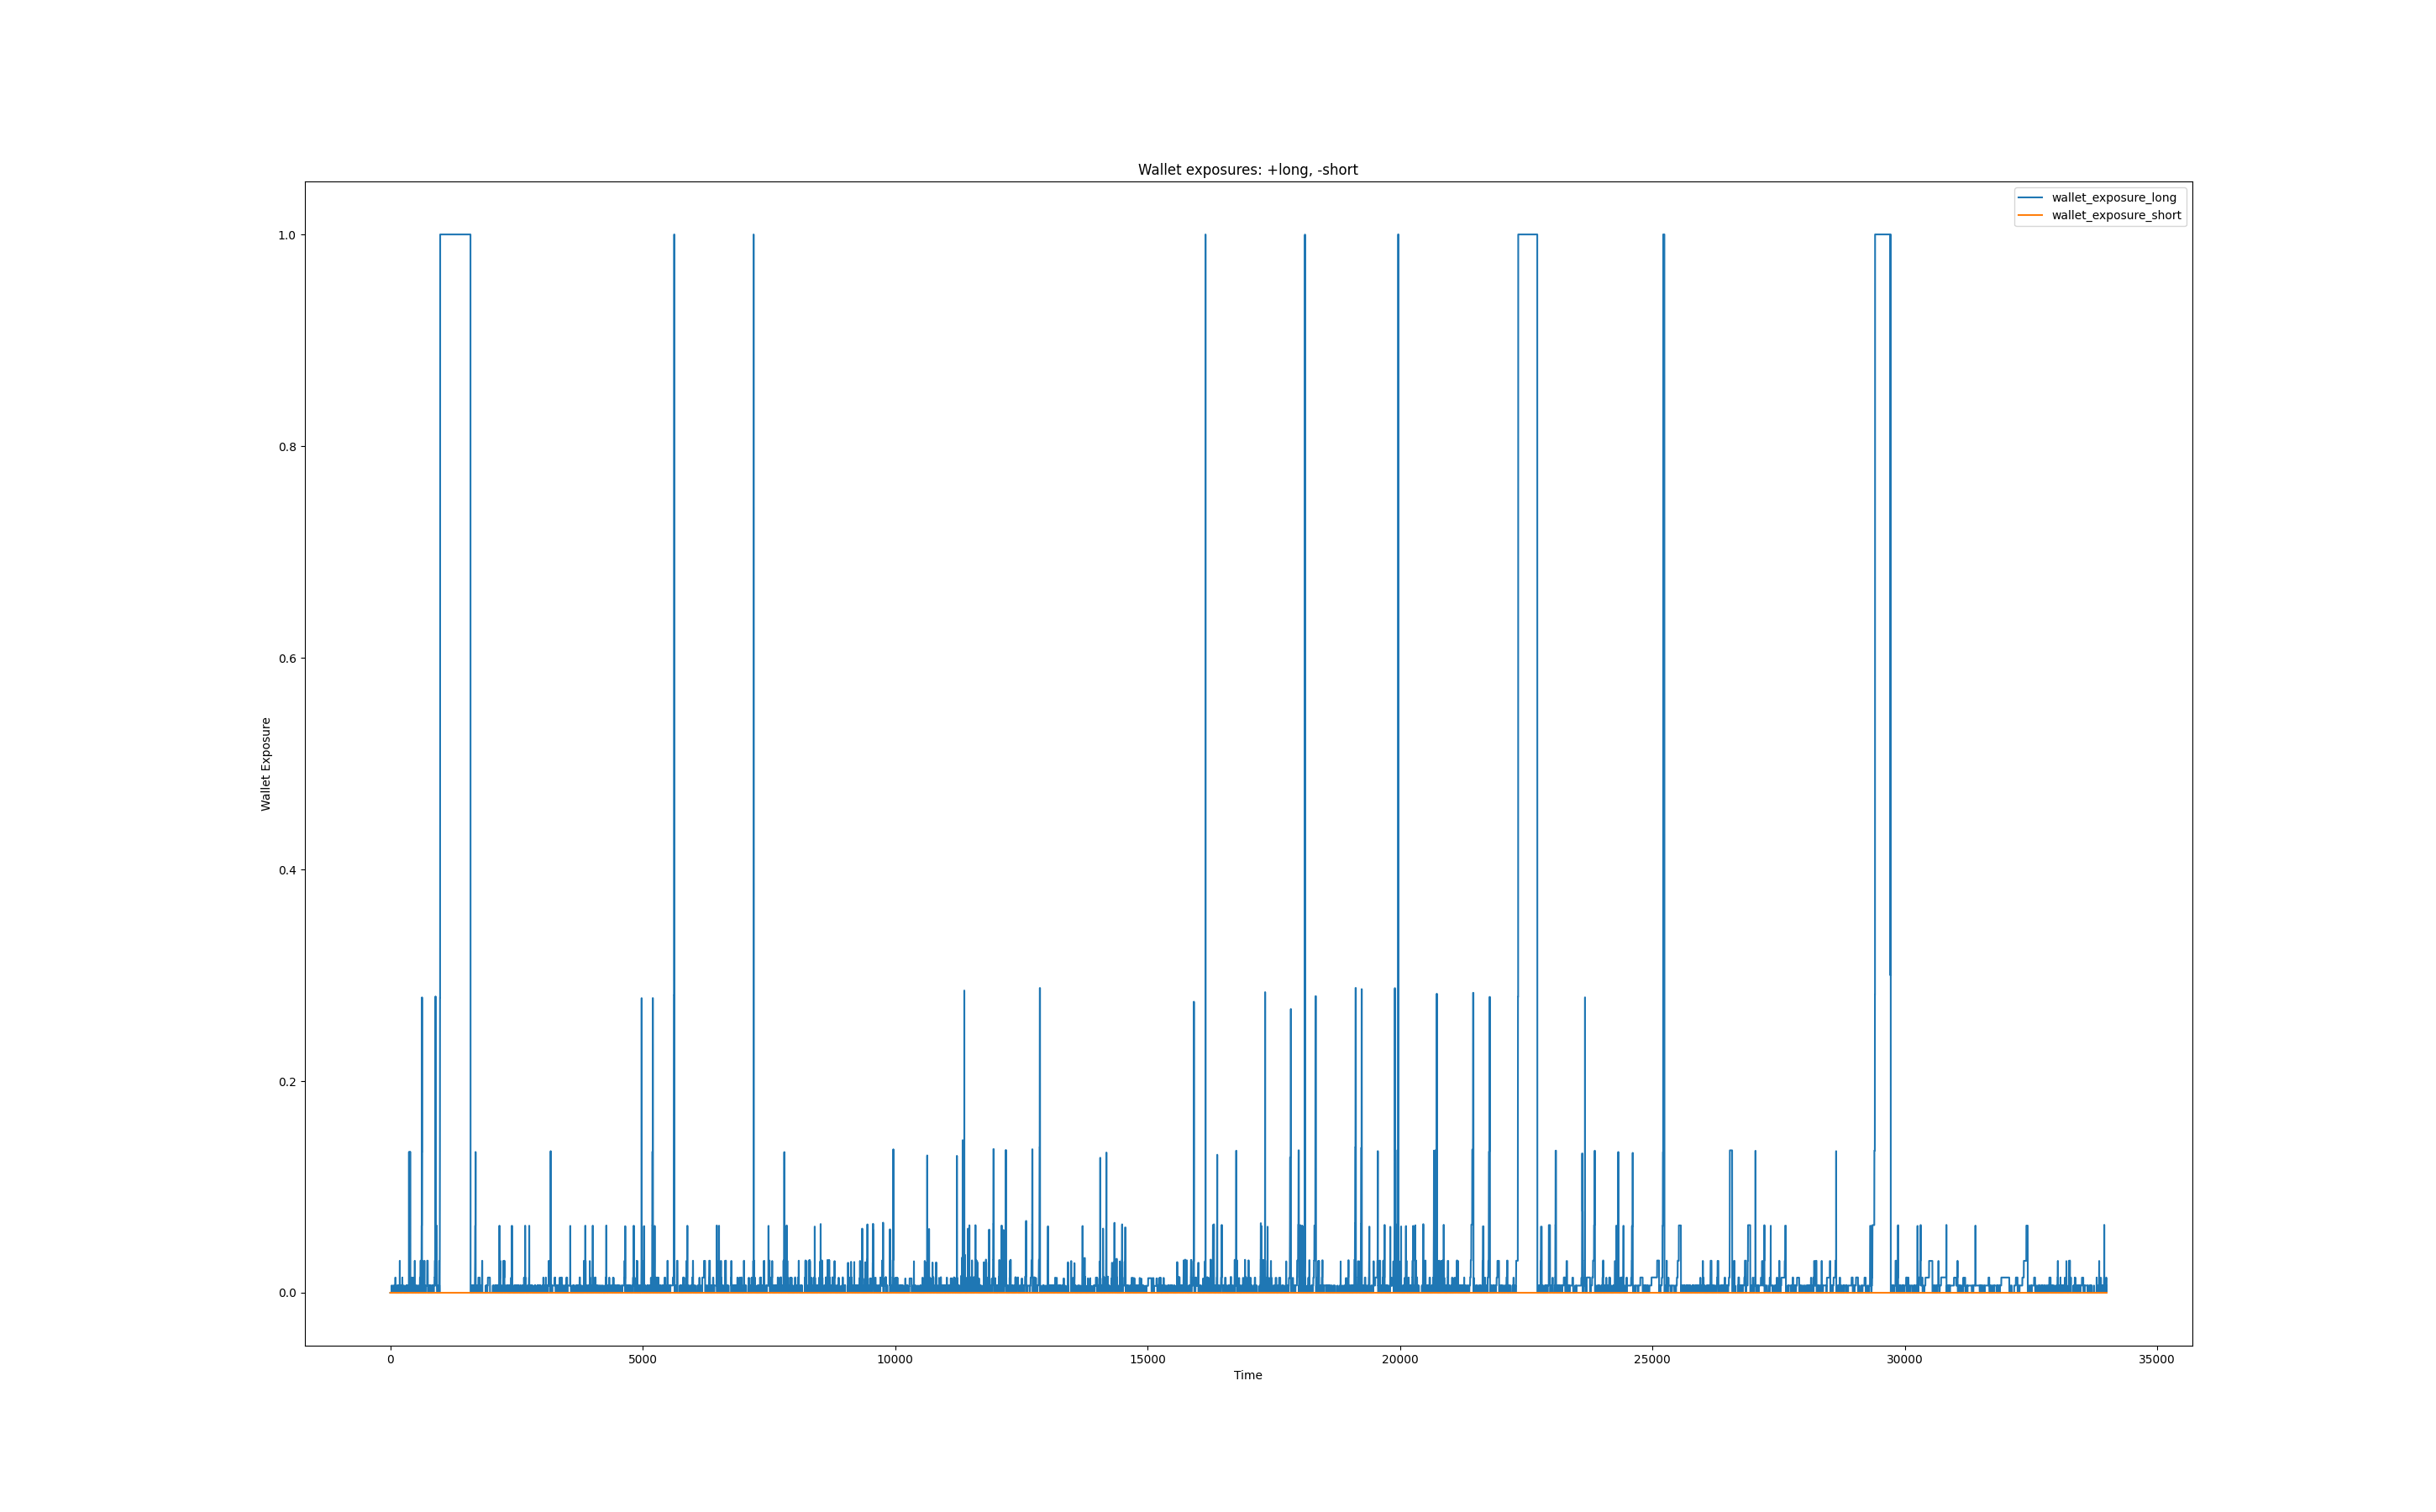 Wallet exposures: +long, -short
wallet_exposure_long
wallet_exposure_short
1.0
0.8
0.6
0.4
0.2
0.0
Wallet Exposure
0 5000 10000 15000 20000 25000 30000 35000
Time